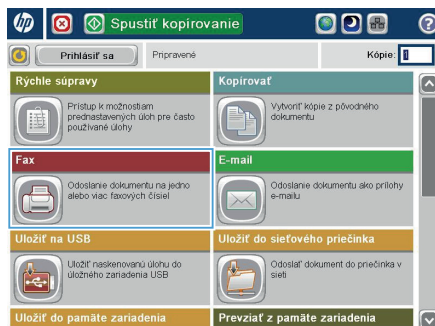 hp
Spustiť kopírovanie
?
Prihlásiť sa
Pripravené
Kópie: 1
Rýchle súpravy
Prístup k možnostiam
prednastavených úloh pre často
používané úlohy
Kopírovať
Vytvoriť kópie z pôvodného
dokumentu
Fax
Odoslanie dokumentu na jedno
alebo viac faxových čísiel
E-mail
Odoslanie dokumentu ako prílohy
e-mailu
Uložiť na USB
Uložiť naskenovanú úlohu do
úložného zariadenia USB
Uložiť do sieťového priečinka
Odoslať dokument do priečinka v
sieti
Uložiť do pamäte zariadenia
Prevziať z pamäte zariadenia